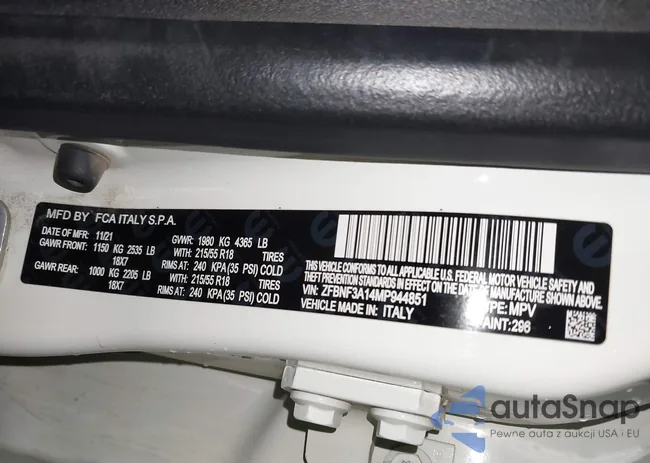 MFD BY FCA ITALY S.P.A.
DATE OF MFR: 11/21 GVWR: 1980 KG 4365 LB
GAWR FRONT: 1150 KG 2535 LB WITH: 215/55 R18 TIRES
18X7 RIMS AT: 240 KPA(35 PSI) COLD
GAWR REAR: 1000 KG 2205 LB WITH: 215/55 R18 TIRES
18X7 RIMS AT: 240 KPA(35 PSI) COLD
THIS VEHICLE CONFORMS TO ALL APPLICABLE U.S. FEDERAL MOTOR VEHICLE SAFETY AND
THEFT PREVENTION STANDARDS IN EFFECT ON THE DATE OF MANUFACTURE SHOWN ABOVE.
VIN: ZFBNF3A14MP944851 TYPE: MPV
VEHICLE MADE IN: ITALY PAINT: 296
autaSnap
Pewne auta z aukcji USA i EU